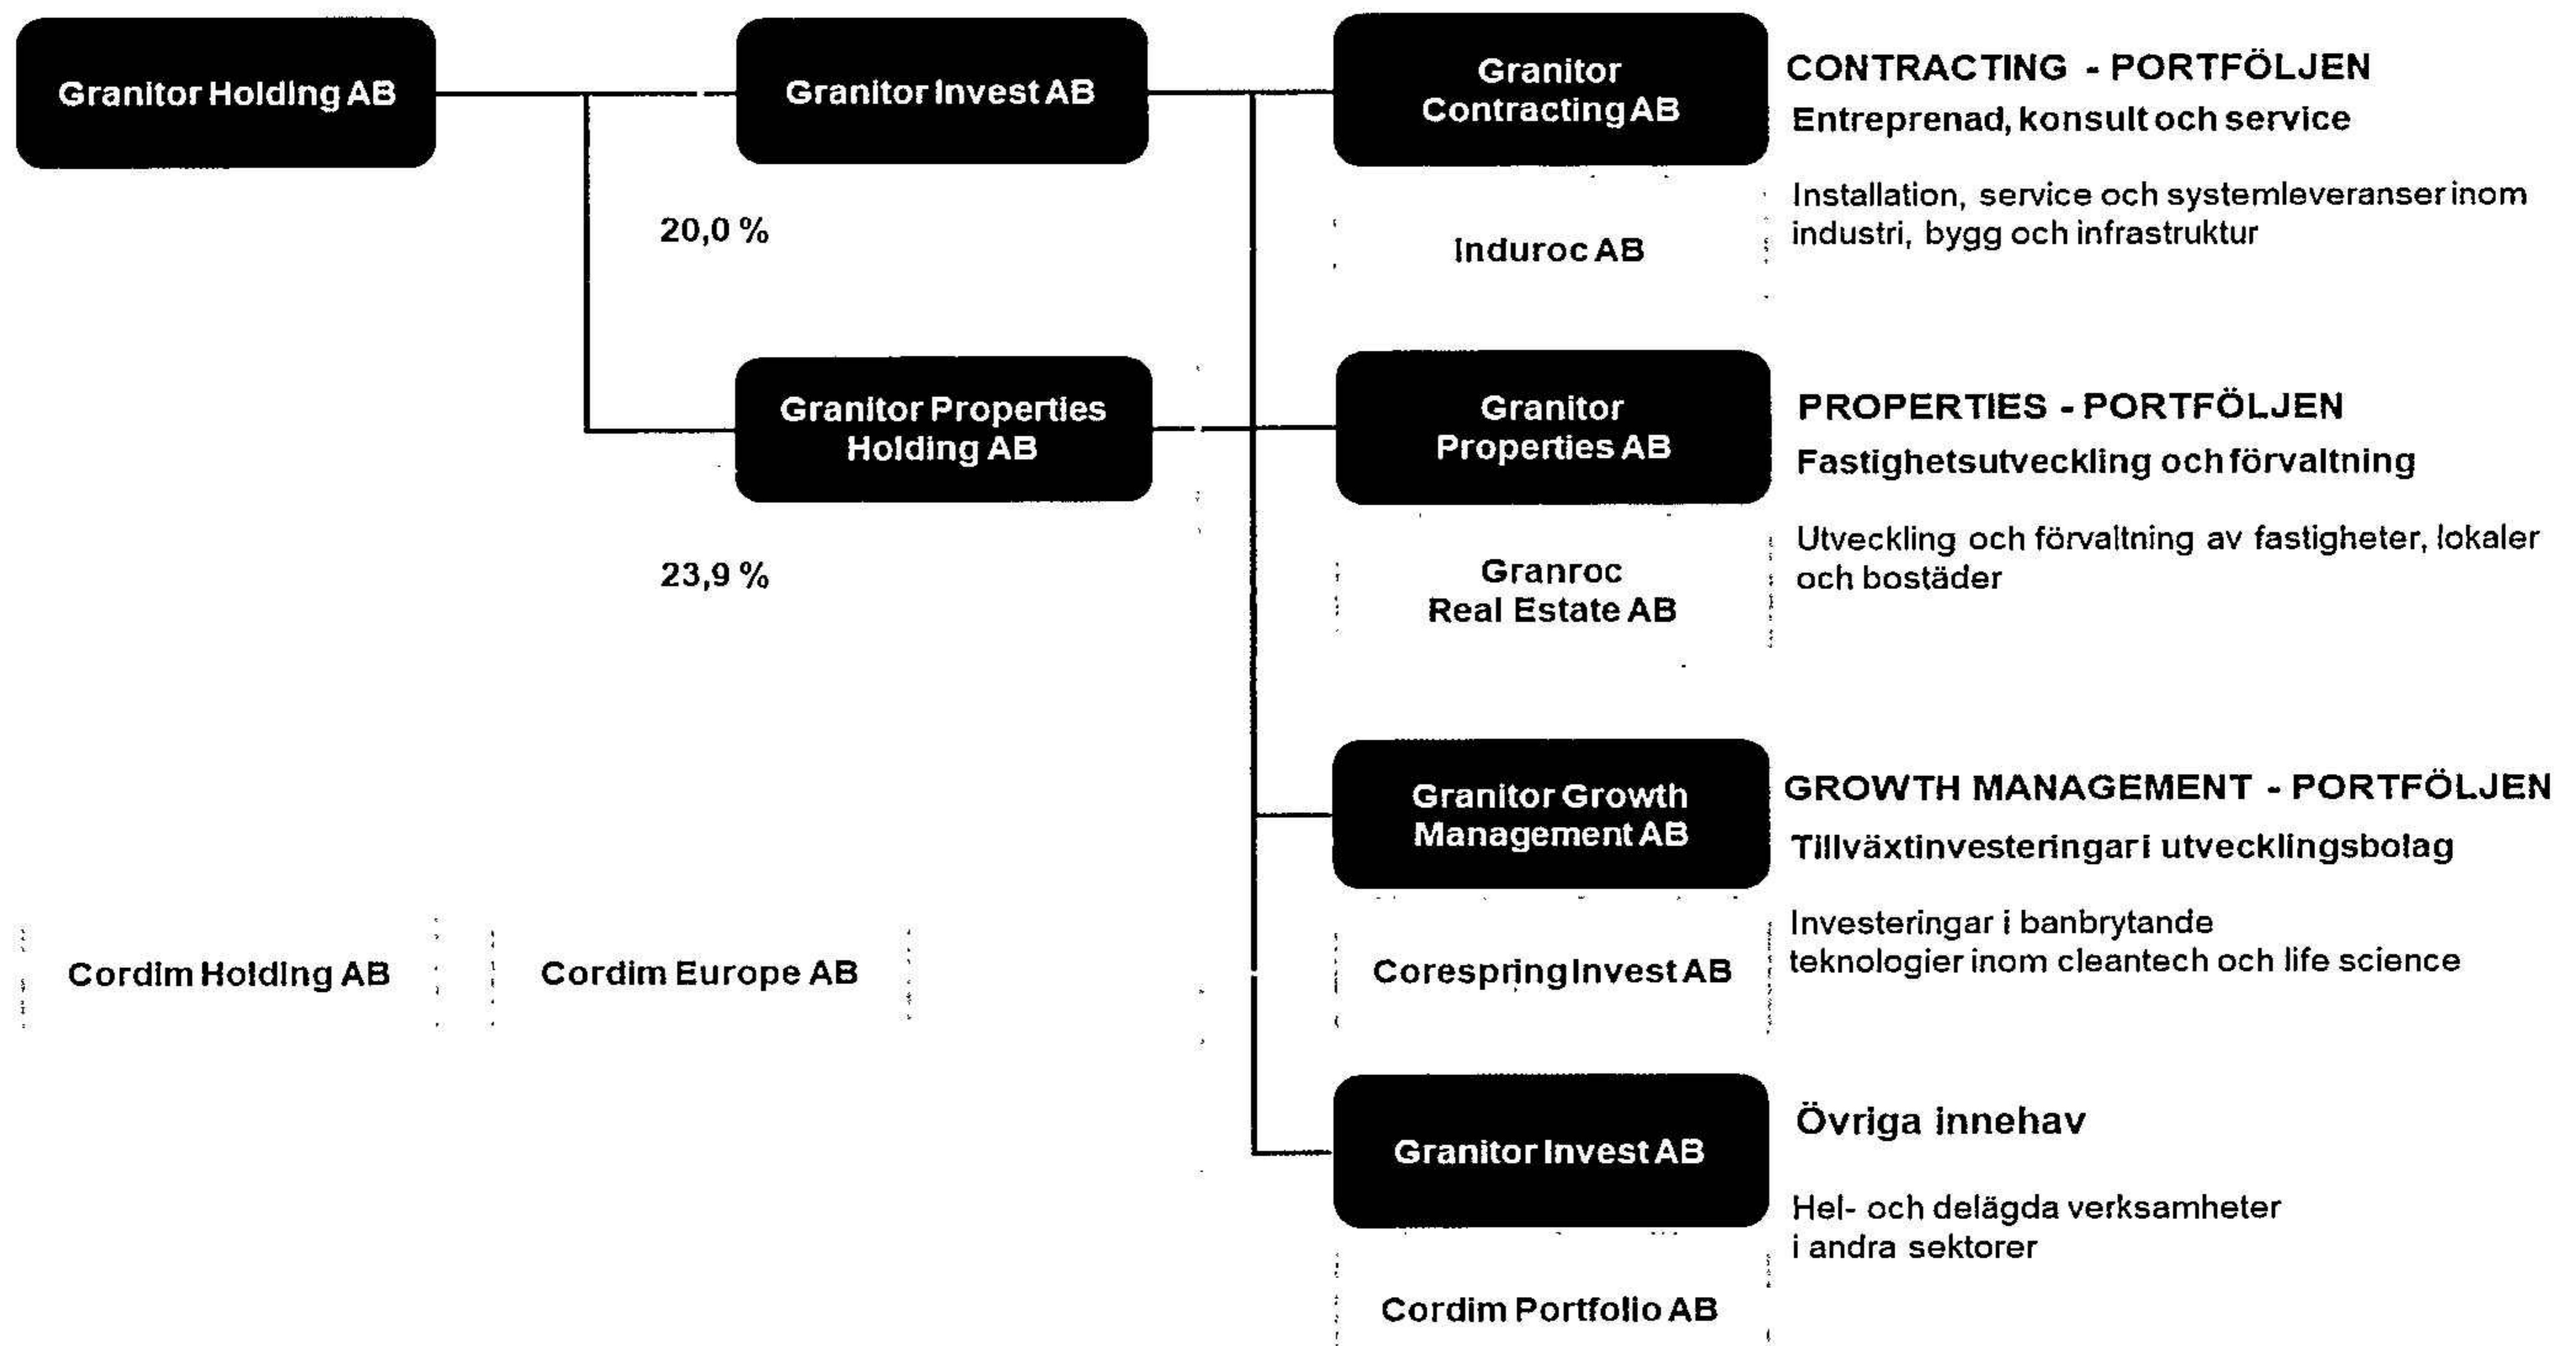 Granitor Holding AB
Granitor Invest AB
Granitor
Contracting AB
CONTRACTING - PORTFÖLJEN
Entreprenad, konsult och service
Installation, service och systemleveranser inom
industri, bygg och infrastruktur
20,0 %
Induroc AB
Granitor Properties
Holding AB
Granitor
Properties AB
PROPERTIES - PORTFÖLJEN
Fastighetsutveckling och förvaltning
Utveckling och förvaltning av fastigheter, lokaler
och bostäder
23,9 %
Granroc
Real Estate AB
Granitor Growth
Management AB
GROWTH MANAGEMENT - PORTFÖLJEN
Tillväxtinvesteringar i utvecklingsbolag
Investeringar i banbrytande
teknologier inom cleantech och life science
Cordim Holding AB
Cordim Europe AB
Corespring Invest AB
Granitor Invest AB
Övriga innehav
Hel- och delägda verksamheter
i andra sektorer
Cordim Portfolio AB